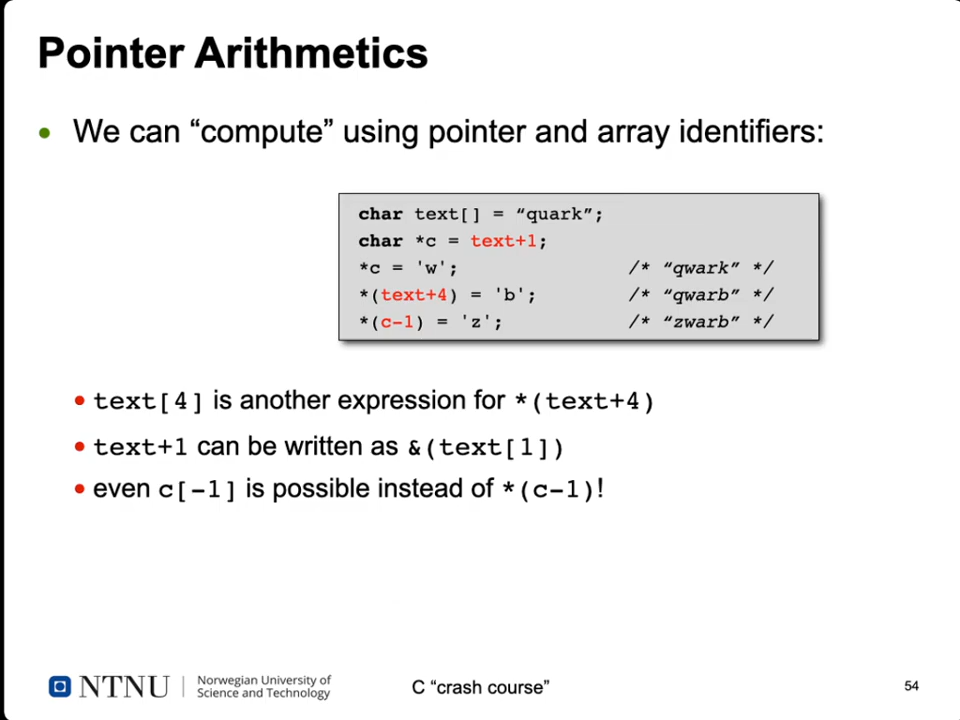 Pointer Arithmetics
• We can “compute” using pointer and array identifiers:
char text[] = “quark”;
char *c = text+1;
*c = 'w'; /* “qwark” */
*(text+4) = 'b'; /* “qwarb” */
*(c-1) = 'z'; /* “zwarb” */
• text[4] is another expression for *(text+4)
• text+1 can be written as &(text[1])
• even c[-1] is possible instead of *(c-1)!
NTNU
Norwegian University of
Science and Technology
C “crash course”
54